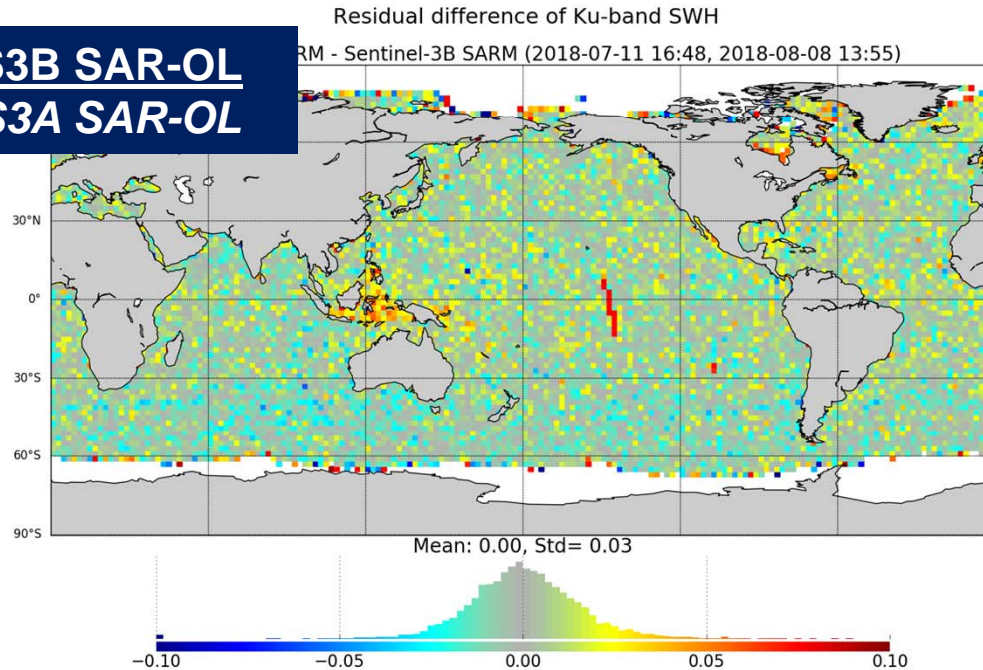 Residual difference of Ku-band SWH
RM - Sentinel-3B SARM (2018-07-11 16:48, 2018-08-08 13:55)
S3B SAR-OL
S3A SAR-OL
30°N
0°
30°S
60°S
90°S
Mean: 0.00, Std= 0.03
−0.10 −0.05 0.00 0.05 0.10